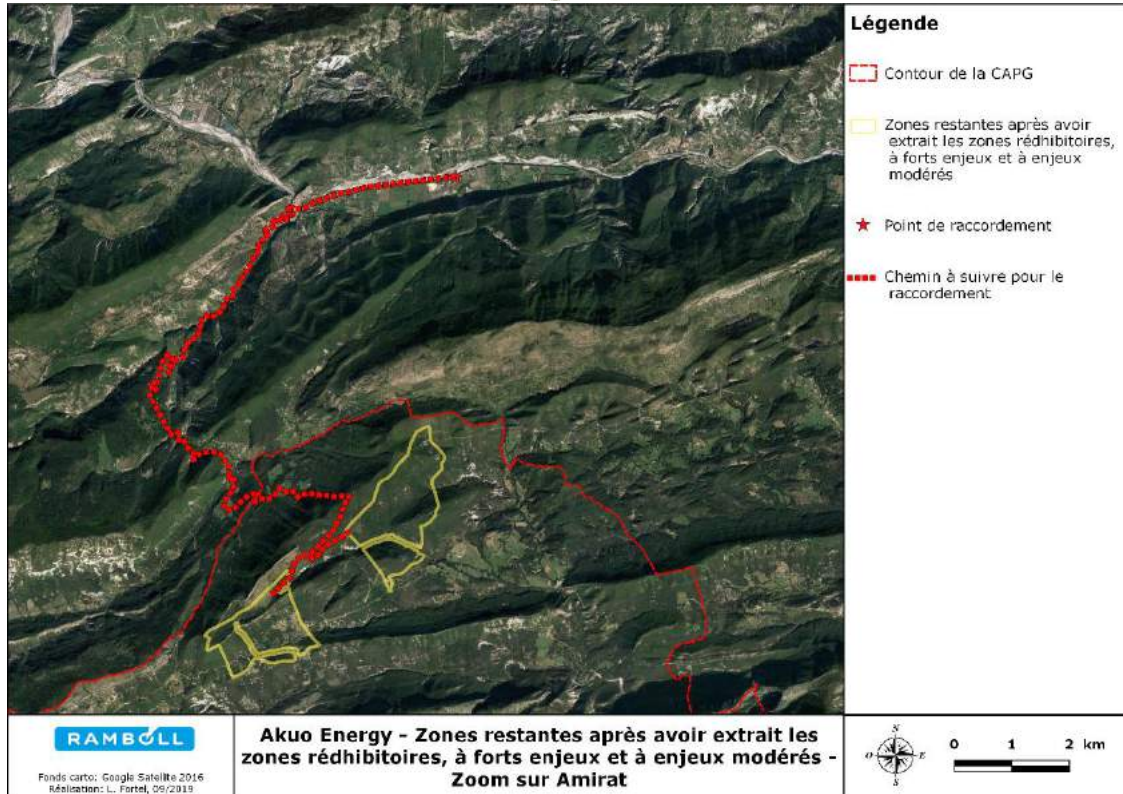 Légende
Contour de la CAPG
Zones restantes après avoir
extrait les zones rédhibitoires,
à forts enjeux et à enjeux
modérés
Point de raccordement
Chemin à suivre pour le
raccordement
RAMBOLL
Fonds carto: Google Satellite 2016
Réalisation: L. Fortel, 09/2019
Akuo Energy - Zones restantes après avoir extrait les
zones rédhibitoires, à forts enjeux et à enjeux modérés -
Zoom sur Amirat
N
O
E
S
0 1 2 km